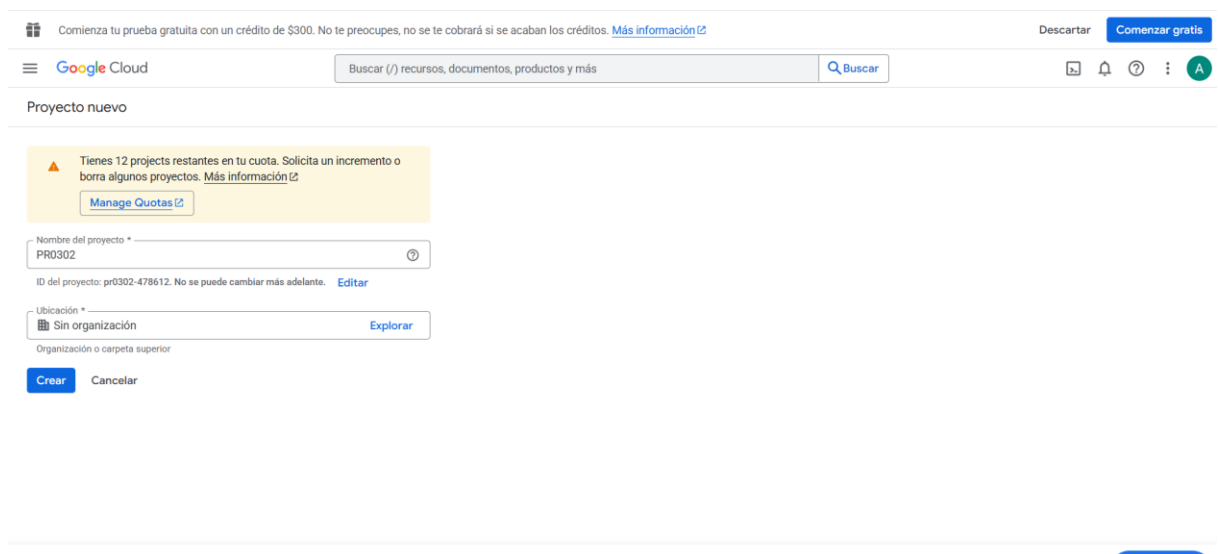 Comienza tu prueba gratuita con un crédito de $300. No te preocupes, no se te cobrará si se acaban los créditos. Más información
Descartar
Comenzar gratis
Google Cloud
Buscar (/) recursos, documentos, productos y más
Buscar
A
Proyecto nuevo
Tienes 12 projects restantes en tu cuota. Solicita un incremento o
borra algunos proyectos. Más información
Manage Quotas
Nombre del proyecto *
PR0302
ID del proyecto: pr0302-478612. No se puede cambiar más adelante. Editar
Ubicación *
Sin organización
Explorar
Organización o carpeta superior
Crear
Cancelar